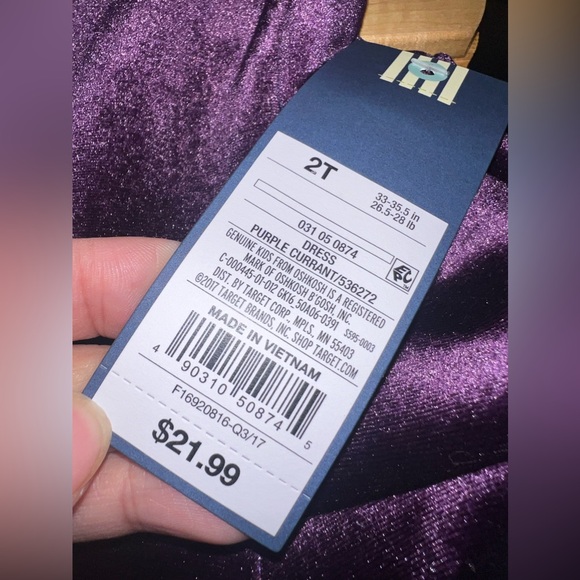 2T
33-35.5 in
26.5-28 lb
031 05 0874
DRESS
PURPLE CURRANT/536272
GENUINE KIDS FROM OSHKOSH IS A REGISTERED
MARK OF OSHKOSH B'GOSH, INC.
C-000445-01-012 GK16 50A06-0391 S595-0003
DIST. BY TARGET CORP., MPLS, MN 55403
©2017 TARGET BRANDS, INC. SHOP TARGET.COM
MADE IN VIETNAM
4 90310 50874 5
F16920816-Q3/17
$21.99